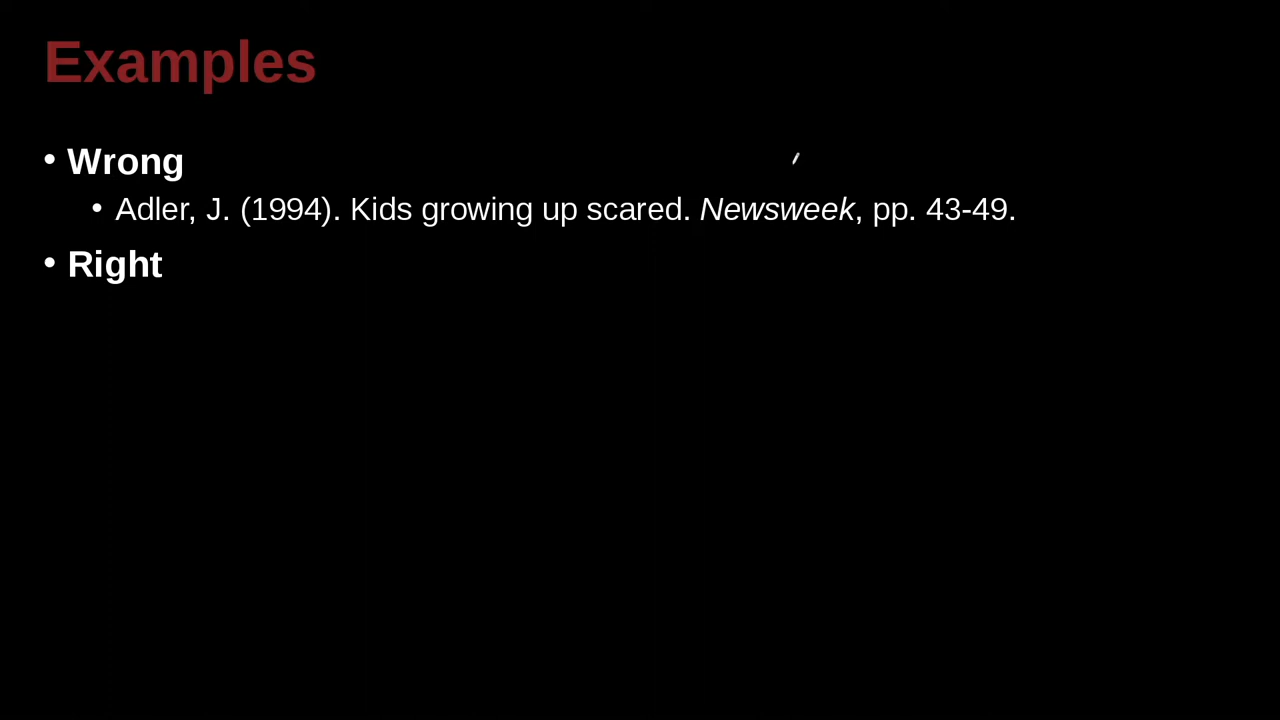 Examples
• Wrong
• Adler, J. (1994). Kids growing up scared. Newsweek, pp. 43-49.
• Right